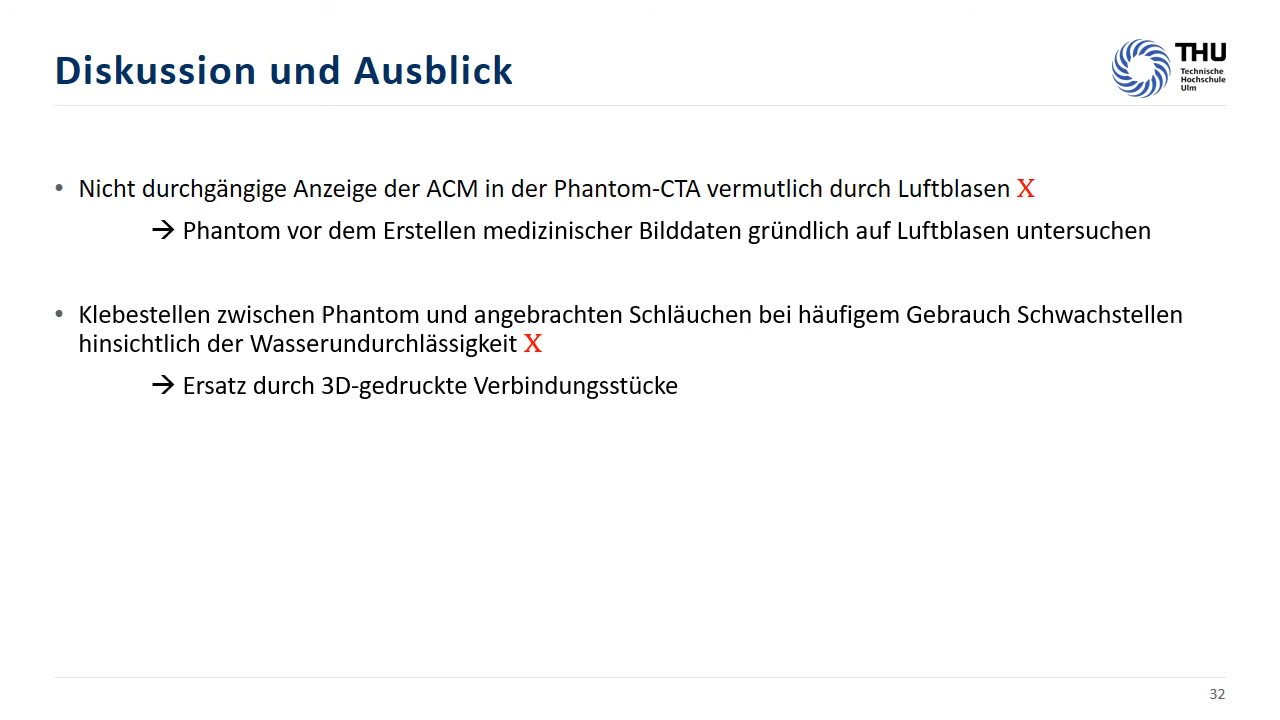 Diskussion und Ausblick
THU
Technische
Hochschule
Ulm
• Nicht durchgängige Anzeige der ACM in der Phantom-CTA vermutlich durch Luftblasen X
→ Phantom vor dem Erstellen medizinischer Bilddaten gründlich auf Luftblasen untersuchen
• Klebestellen zwischen Phantom und angebrachten Schläuchen bei häufigem Gebrauch Schwachstellen
hinsichtlich der Wasserundurchlässigkeit X
→ Ersatz durch 3D-gedruckte Verbindungsstücke
32